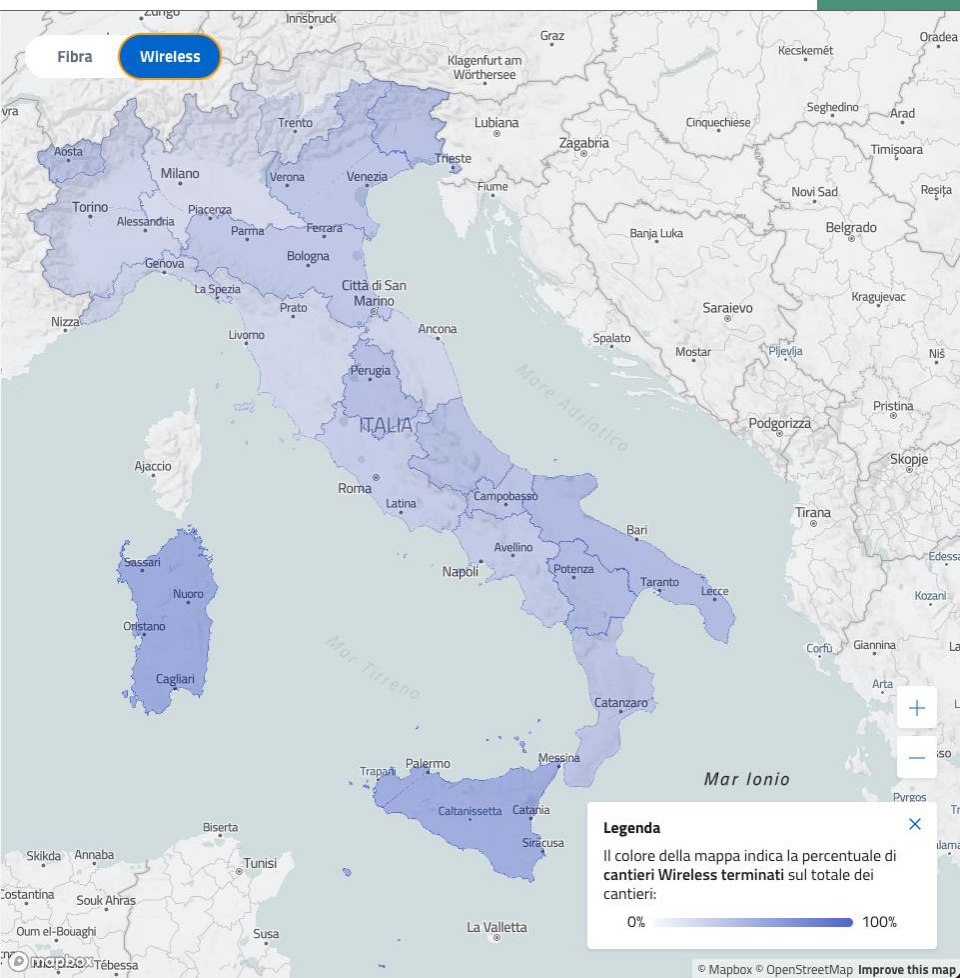 Zurigo
Innsbruck
Graz
Oradea
Fibra
Wireless
Kecskemét
Klagenfurt am
Wörthersee
vra
Seghedino
Arad
Trento
Lubiana
Cinquechiese
Zagabria
Timișoara
Aosta
Trieste
Milano
Verona
Venezia
Fiume
Novi Sad
Reșița
Torino
Piacenza
Alessandria
Parma
Ferrara
Banja Luka
Belgrado
Bologna
Genova
La Spezia
Città di San
Marino
Kragujevac
Prato
Saraievo
Nizza
Livorno
Ancona
Spalato
Mostar
Pljevlja
Niš
Perugia
Mare Adriatico
Pristina
ITALIA
Podgorizza
Skopje
Ajaccio
Roma
Campobasso
Latina
Tirana
Bari
Avellino
Edessa
Sassari
Napoli
Potenza
Taranto
Lecce
Nuoro
Kozani
Oristano
Mar Tirreno
Corfù
Giannina
La
Cagliari
Arta
Catanzaro
Messina
sso
Palermo
Trapani
Mar Ionio
Pyrgos
Tr
Caltanissetta
Catania
Biserta
Siracusa
alama
Skikda
Annaba
Tunisi
Costantina
Souk Ahras
Oum el-Bouaghi
Susa
La Valletta
Tébessa
mapbox
Legenda
Il colore della mappa indica la percentuale di
cantieri Wireless terminati sul totale dei
cantieri:
0% 100%
© Mapbox © OpenStreetMap Improve this map